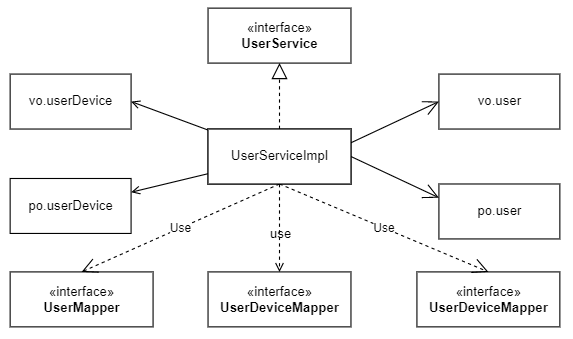 «interface»
UserService
vo.userDevice
vo.user
UserServiceImpl
po.userDevice
po.user
Use
use
Use
«interface»
UserMapper
«interface»
UserDeviceMapper
«interface»
UserDeviceMapper